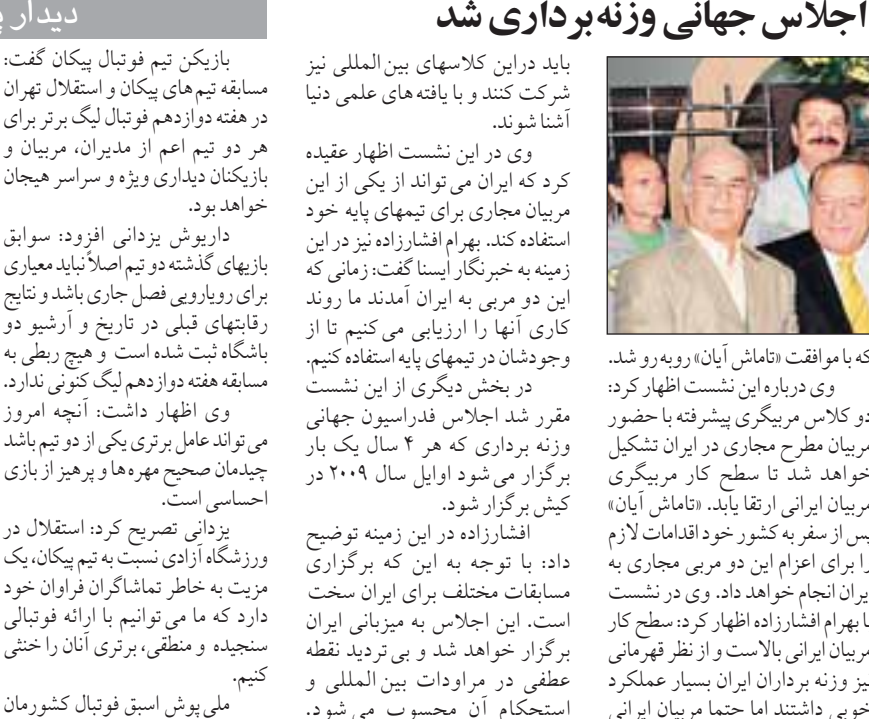 اجلاس جهانی وزنه‌برداری شد
که با موافقت «تاماش آیان» روبه‌رو شد.
وی درباره این نشست اظهار کرد:
دو کلاس مربیگری پیشرفته با حضور
مربیان مطرح مجاری در ایران تشکیل
خواهد شد تا سطح کار مربیگری
مربیان ایرانی ارتقا یابد. «تاماش آیان»
پس از سفر به کشور خود اقدامات لازم
را برای اعزام این دو مربی مجاری به
ایران انجام خواهد داد. وی در نشست
با بهرام افشارزاده اظهار کرد: سطح کار
مربیان ایرانی بالاست و از نظر قهرمانی
نیز وزنه برداران ایران بسیار عملکرد
خوبی داشتند اما حتما مربیان ایرانی
باید دراین کلاسهای بین‌المللی نیز
شرکت کنند و با یافته های علمی دنیا
آشنا شوند.
وی در این نشست اظهار عقیده
کرد که ایران می تواند از یکی از این
مربیان مجاری برای تیمهای پایه خود
استفاده کند. بهرام افشارزاده نیز در این
زمینه به خبرنگار ایسنا گفت: زمانی که
این دو مربی به ایران آمدند ما روند
کاری آنها را ارزیابی می کنیم تا از
وجودشان در تیمهای پایه استفاده کنیم.
در بخش دیگری از این نشست
مقرر شد اجلاس فدراسیون جهانی
وزنه برداری که هر ۴ سال یک بار
برگزار می شود اوایل سال ۲۰۰۹ در
کیش برگزار شود.
افشارزاده در این زمینه توضیح
داد: با توجه به این که برگزاری
مسابقات مختلف برای ایران سخت
است. این اجلاس به میزبانی ایران
برگزار خواهد شد و بی تردید نقطه
عطفی در مراودات بین المللی و
استحکام آن محسوب می شود.
دیدار
بازیکن تیم فوتبال پیکان گفت:
مسابقه تیم های پیکان و استقلال تهران
در هفته دوازدهم فوتبال لیگ برتر برای
هر دو تیم اعم از مدیران، مربیان و
بازیکنان دیداری ویژه و سراسر هیجان
خواهد بود.
داریوش یزدانی افزود: سوابق
بازیهای گذشته دو تیم اصلاً نباید معیاری
برای رویارویی فصل جاری باشد و نتایج
رقابتهای قبلی در تاریخ و آرشیو دو
باشگاه ثبت شده است و هیچ ربطی به
مسابقه هفته دوازدهم لیگ کنونی ندارد.
وی اظهار داشت: آنچه امروز
می تواند عامل برتری یکی از دو تیم باشد
چیدمان صحیح مهره ها و پرهیز از بازی
احساسی است.
یزدانی تصریح کرد: استقلال در
ورزشگاه آزادی نسبت به تیم پیکان، یک
مزیت به خاطر تماشاگران فراوان خود
دارد که ما می توانیم با ارائه فوتبالی
سنجیده و منطقی، برتری آنان را خنثی
کنیم.
ملی پوش اسبق فوتبال کشورمان